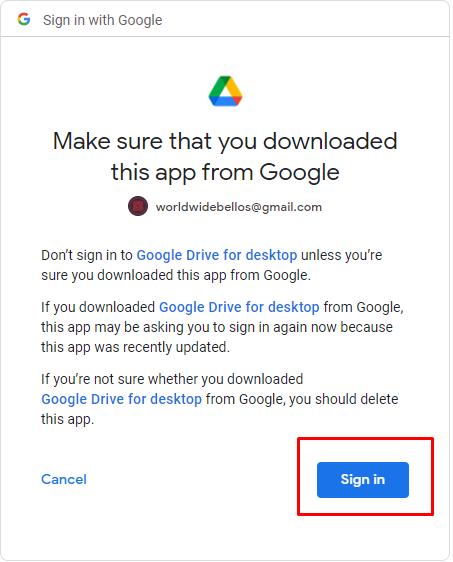 Sign in with Google
Make sure that you downloaded
this app from Google
worldwidebellos@gmail.com
Don’t sign in to Google Drive for desktop unless you’re
sure you downloaded this app from Google.
If you downloaded Google Drive for desktop from Google,
this app may be asking you to sign in again now because
this app was recently updated.
If you’re not sure whether you downloaded
Google Drive for desktop from Google, you should delete
this app.
Cancel
Sign in